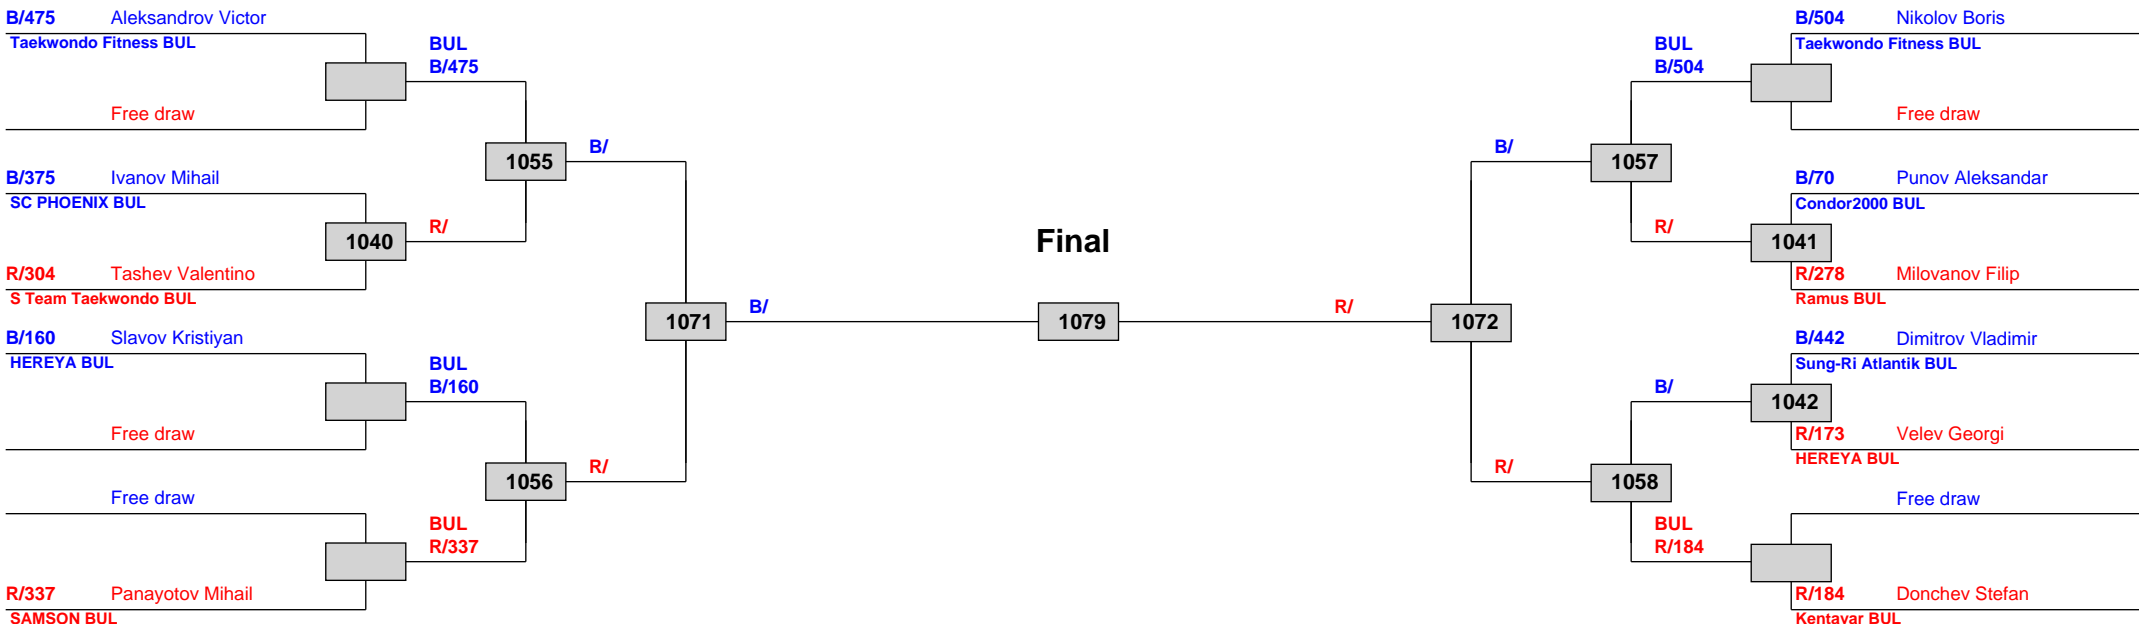 B/475 Aleksandrov Victor
Taekwondo Fitness BUL
BUL
B/475
Free draw
1055
B/
B/375 Ivanov Mihail
SC PHOENIX BUL
1040
R/
R/304 Tashev Valentino
S Team Taekwondo BUL
1071
B/
B/160 Slavov Kristiyan
HEREYA BUL
BUL
B/160
Free draw
1056
R/
Free draw
BUL
R/337
R/337 Panayotov Mihail
SAMSON BUL
Final
1079
R/
1072
B/504 Nikolov Boris
Taekwondo Fitness BUL
BUL
B/504
Free draw
B/
1057
B/70 Punov Aleksandar
Condor2000 BUL
R/
1041
R/278 Milovanov Filip
Ramus BUL
B/442 Dimitrov Vladimir
Sung-Ri Atlantik BUL
B/
1042
R/173 Velev Georgi
HEREYA BUL
R/
1058
Free draw
BUL
R/184
R/184 Donchev Stefan
Kentavar BUL